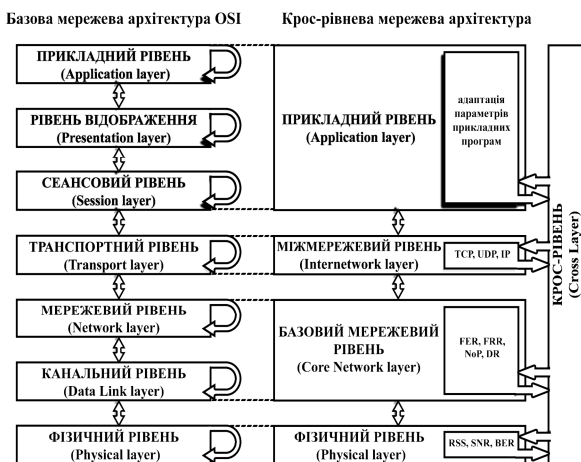 Базова мережева архітектура OSI
Крос-рівнева мережева архітектура
ПРИКЛАДНИЙ РІВЕНЬ
(Application layer)
РІВЕНЬ ВІДОБРАЖЕННЯ
(Presentation layer)
СЕАНСОВИЙ РІВЕНЬ
(Session layer)
ТРАНСПОРТНИЙ РІВЕНЬ
(Transport layer)
МЕРЕЖЕВИЙ РІВЕНЬ
(Network layer)
КАНАЛЬНИЙ РІВЕНЬ
(Data Link layer)
ФІЗИЧНИЙ РІВЕНЬ
(Physical layer)
ПРИКЛАДНИЙ РІВЕНЬ
(Application layer)
адаптація
параметрів
прикладних
програм
МІЖМЕРЕЖЕВИЙ РІВЕНЬ
(Internetwork layer)
TCP, UDP, IP
БАЗОВИЙ МЕРЕЖЕВИЙ
РІВЕНЬ
(Core Network layer)
FER, FRR,
NoP, DR
ФІЗИЧНИЙ РІВЕНЬ
(Physical layer)
RSS, SNR, BER
КРОС-РІВЕНЬ
(Cross Layer)